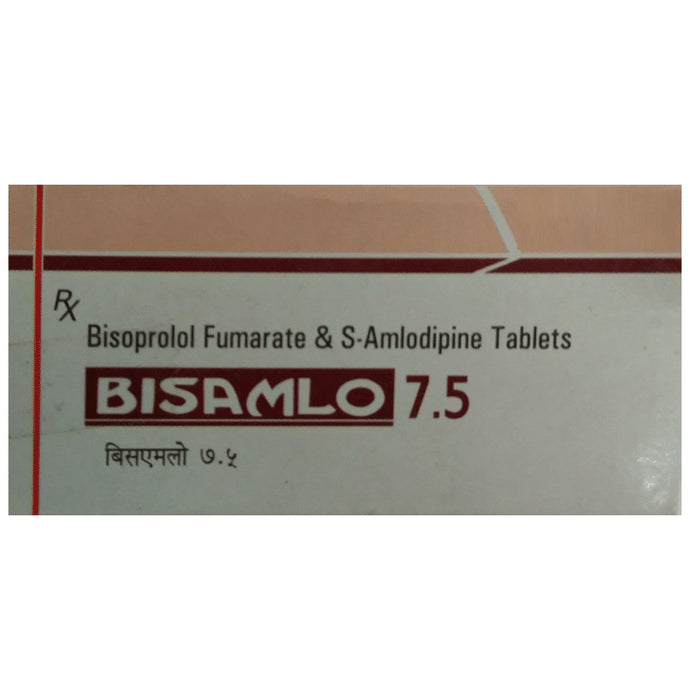 Rx
Bisoprolol Fumarate & S-Amlodipine Tablets
BISAMLO 7.5
बिसएमलो ७.५